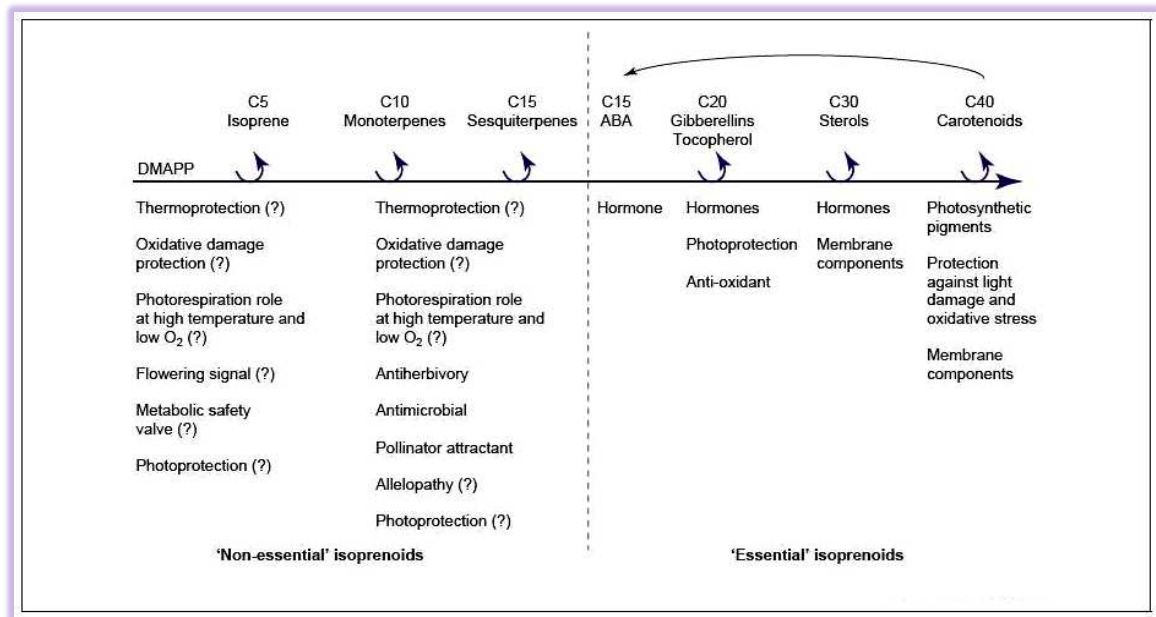 C5
Isoprene
C10
Monoterpenes
C15
Sesquiterpenes
C15
ABA
C20
Gibberellins
Tocopherol
C30
Sterols
C40
Carotenoids
DMAPP
Thermoprotection (?)
Oxidative damage
protection (?)
Photorespiration role
at high temperature and
low O₂ (?)
Flowering signal (?)
Metabolic safety
valve (?)
Photoprotection (?)
Thermoprotection (?)
Oxidative damage
protection (?)
Photorespiration role
at high temperature and
low O₂ (?)
Antiherbivory
Antimicrobial
Pollinator attractant
Allelopathy (?)
Photoprotection (?)
Hormone
Hormones
Photoprotection
Anti-oxidant
Hormones
Membrane
components
Photosynthetic
pigments
Protection
against light
damage and
oxidative stress
Membrane
components
‘Non-essential’ isoprenoids
‘Essential’ isoprenoids